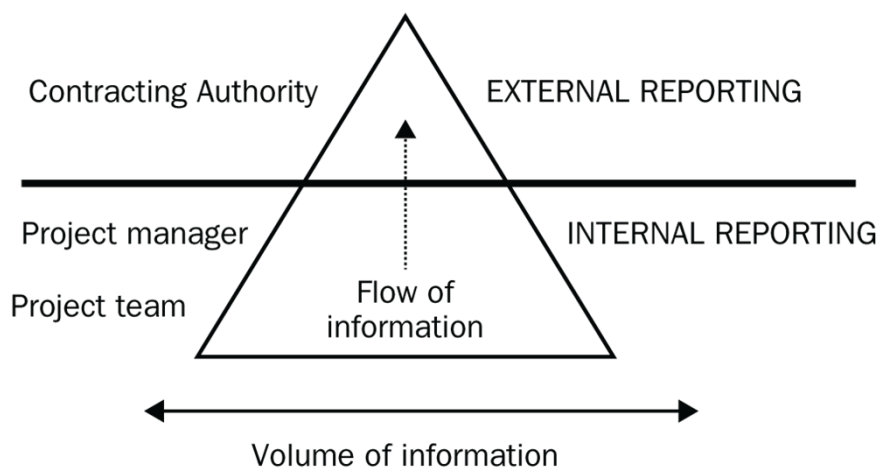 Contracting Authority
EXTERNAL REPORTING
Project manager
INTERNAL REPORTING
Project team
Flow of
information
Volume of information